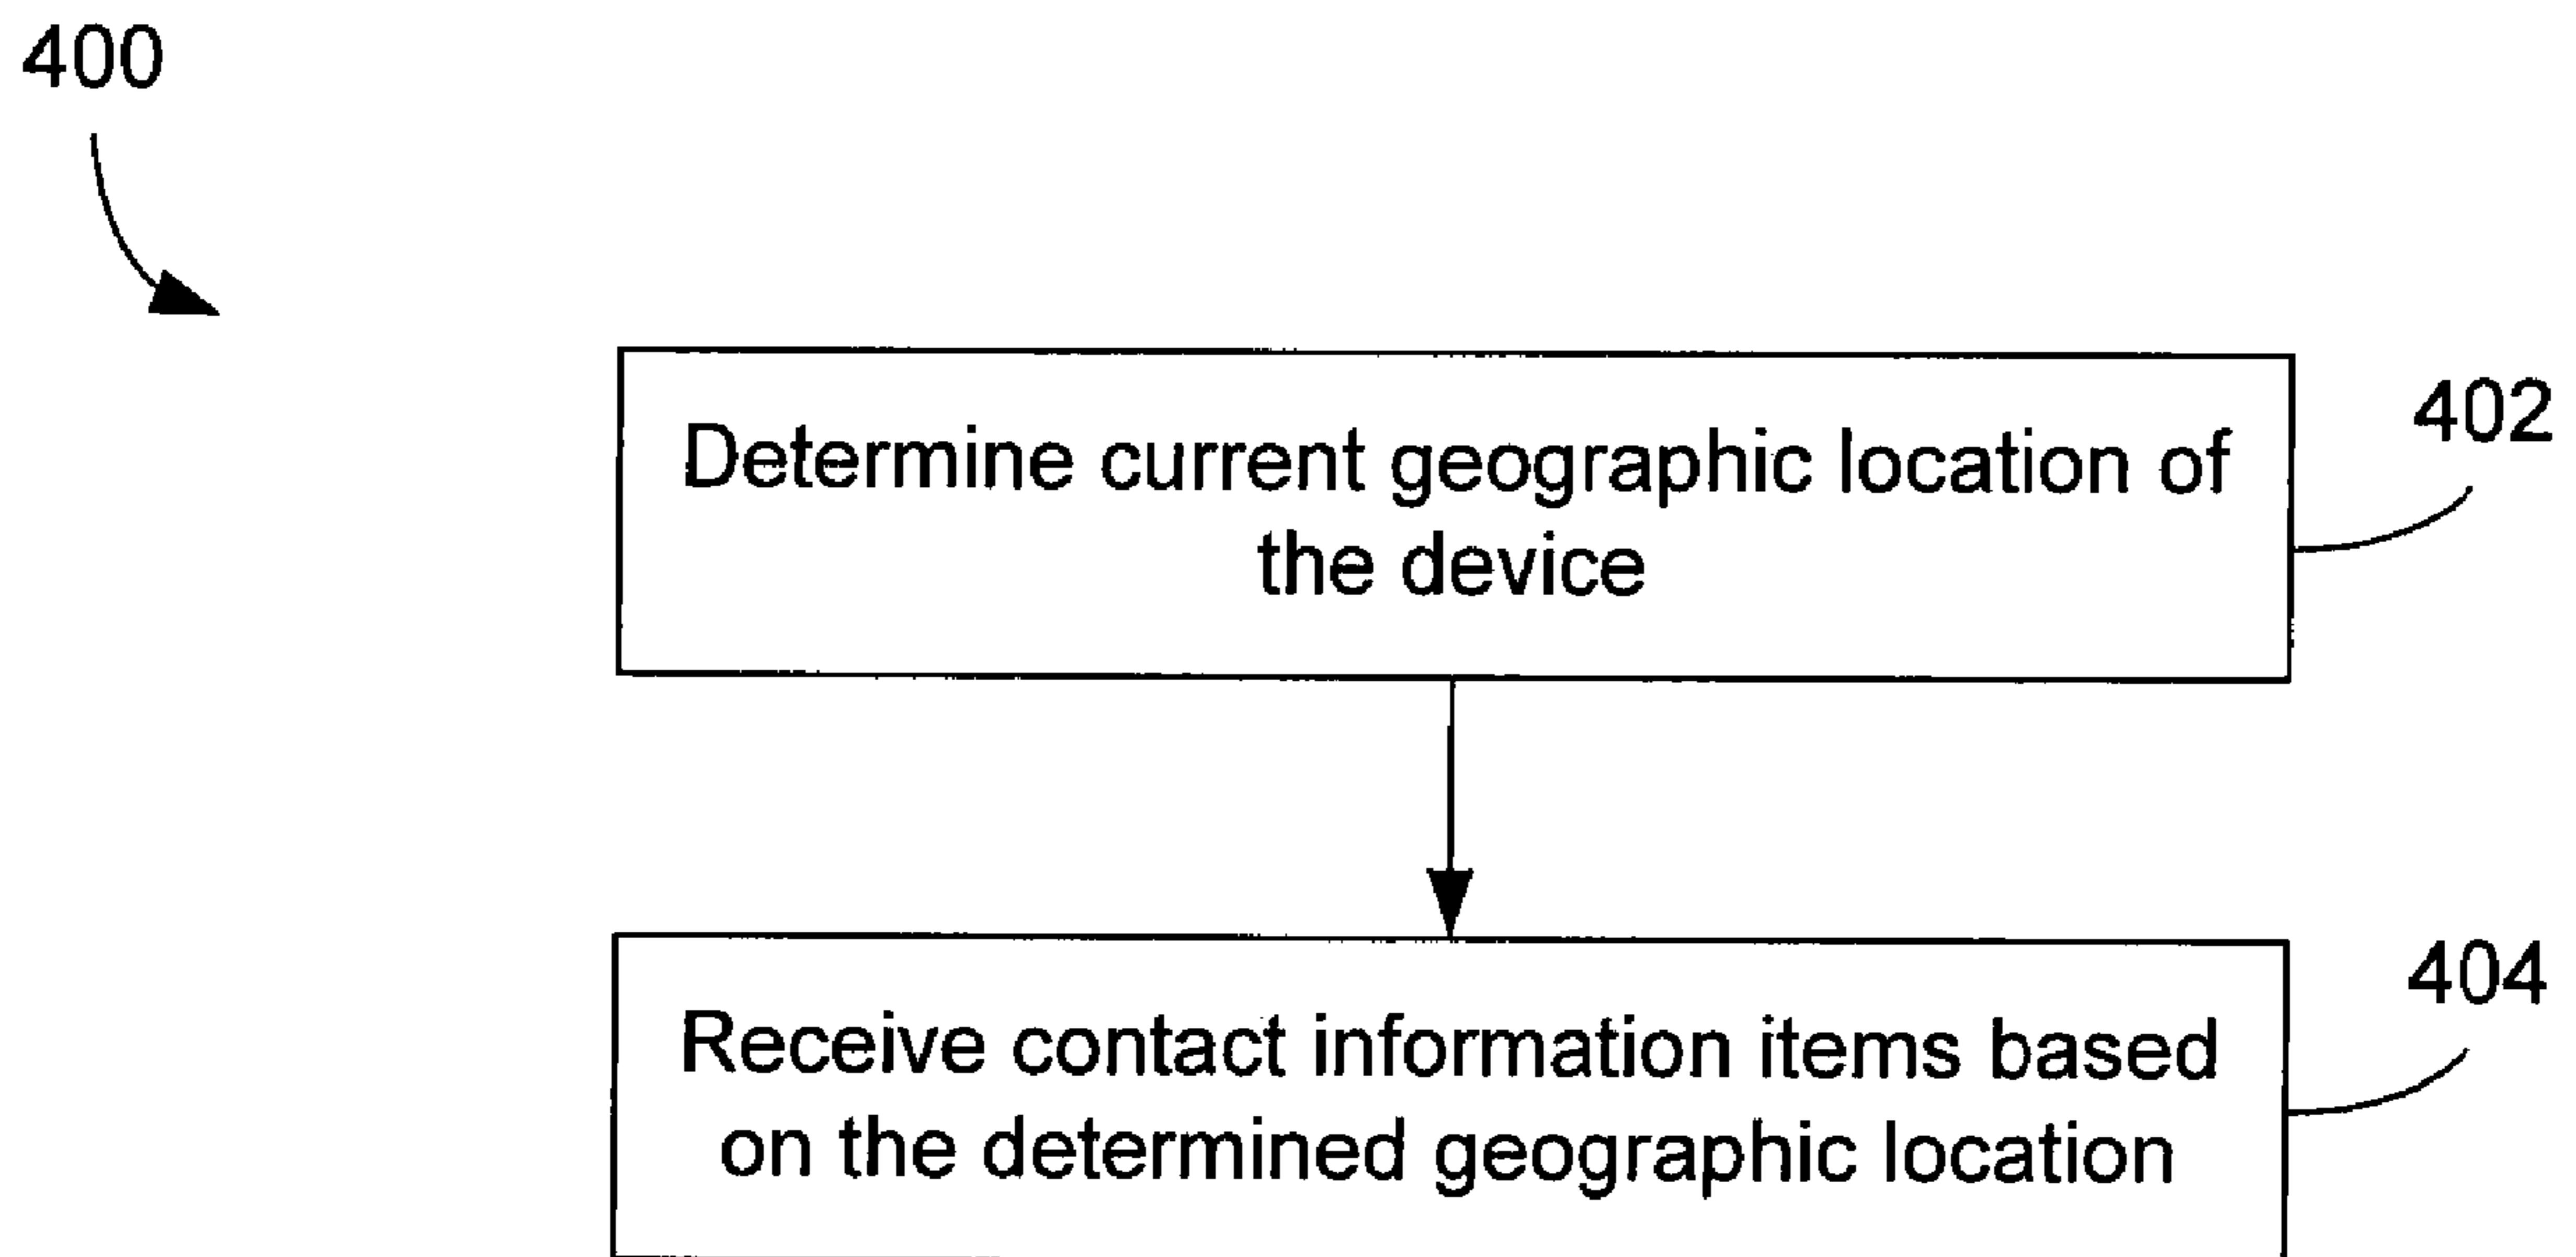 400
Determine current geographic location of
the device
402
Receive contact information items based
on the determined geographic location
404